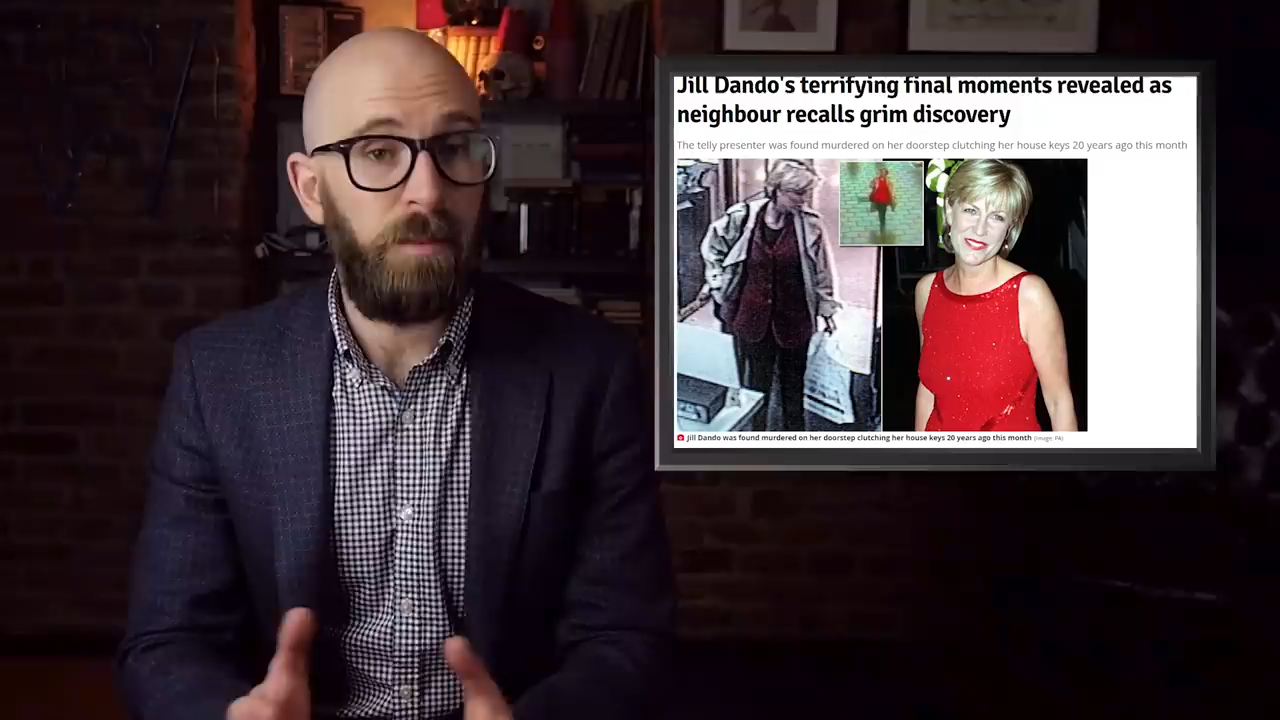 Jill Dando's terrifying final moments revealed as
neighbour recalls grim discovery
The telly presenter was found murdered on her doorstep clutching her house keys 20 years ago this month
Jill Dando was found murdered on her doorstep clutching her house keys 20 years ago this month (Image: PA)